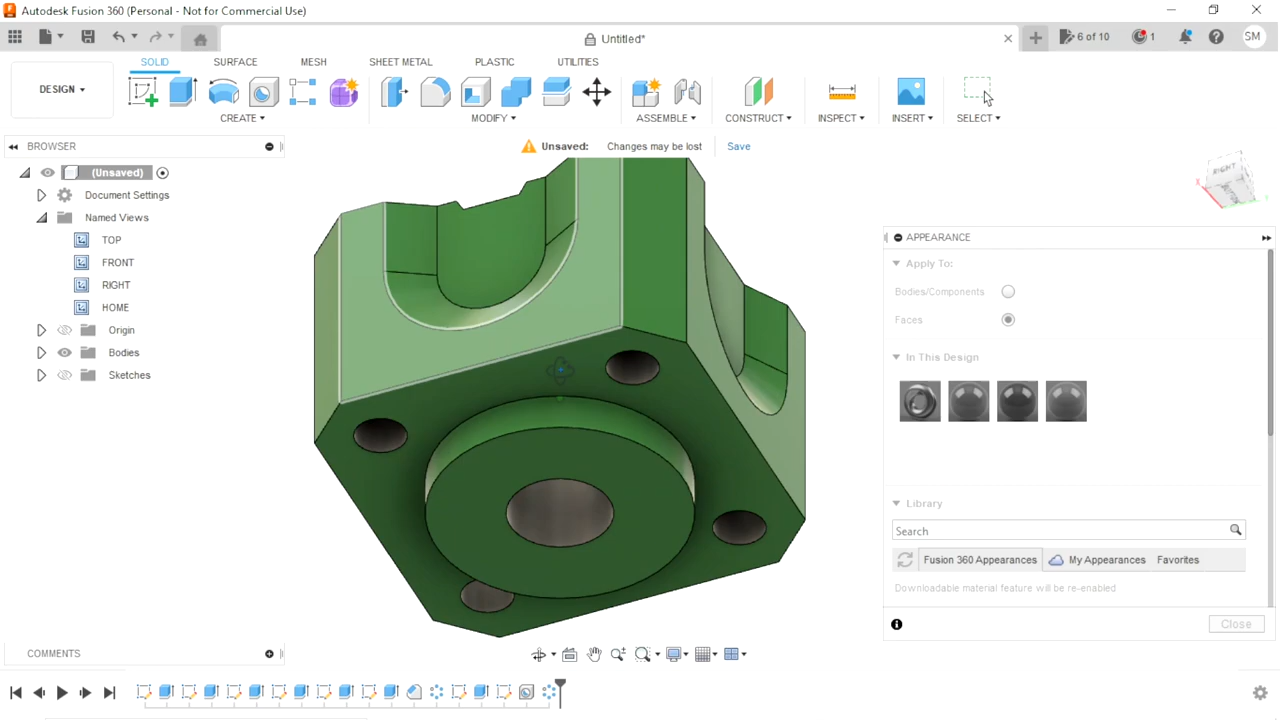 Autodesk Fusion 360 (Personal - Not for Commercial Use)
Untitled*
6 of 10
1
SM
DESIGN
SOLID
SURFACE
MESH
SHEET METAL
PLASTIC
UTILITIES
CREATE
MODIFY
ASSEMBLE
CONSTRUCT
INSPECT
INSERT
SELECT
BROWSER
Unsaved: Changes may be lost Save
(Unsaved)
Document Settings
Named Views
TOP
FRONT
RIGHT
HOME
Origin
Bodies
Sketches
RIGHT
X
APPEARANCE
Apply To:
Bodies/Components
Faces
In This Design
Library
Search
Fusion 360 Appearances My Appearances Favorites
Downloadable material feature will be re-enabled
Close
COMMENTS